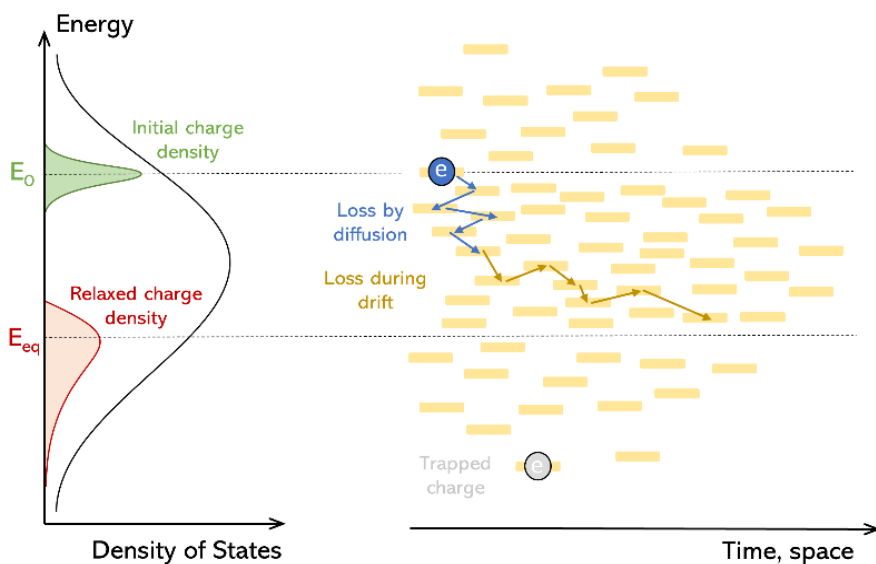 Energy
Initial charge
density
E₀
Relaxed charge
density
E_eq
Density of States
e
Loss by
diffusion
Loss during
drift
Trapped
charge
e
Time, space